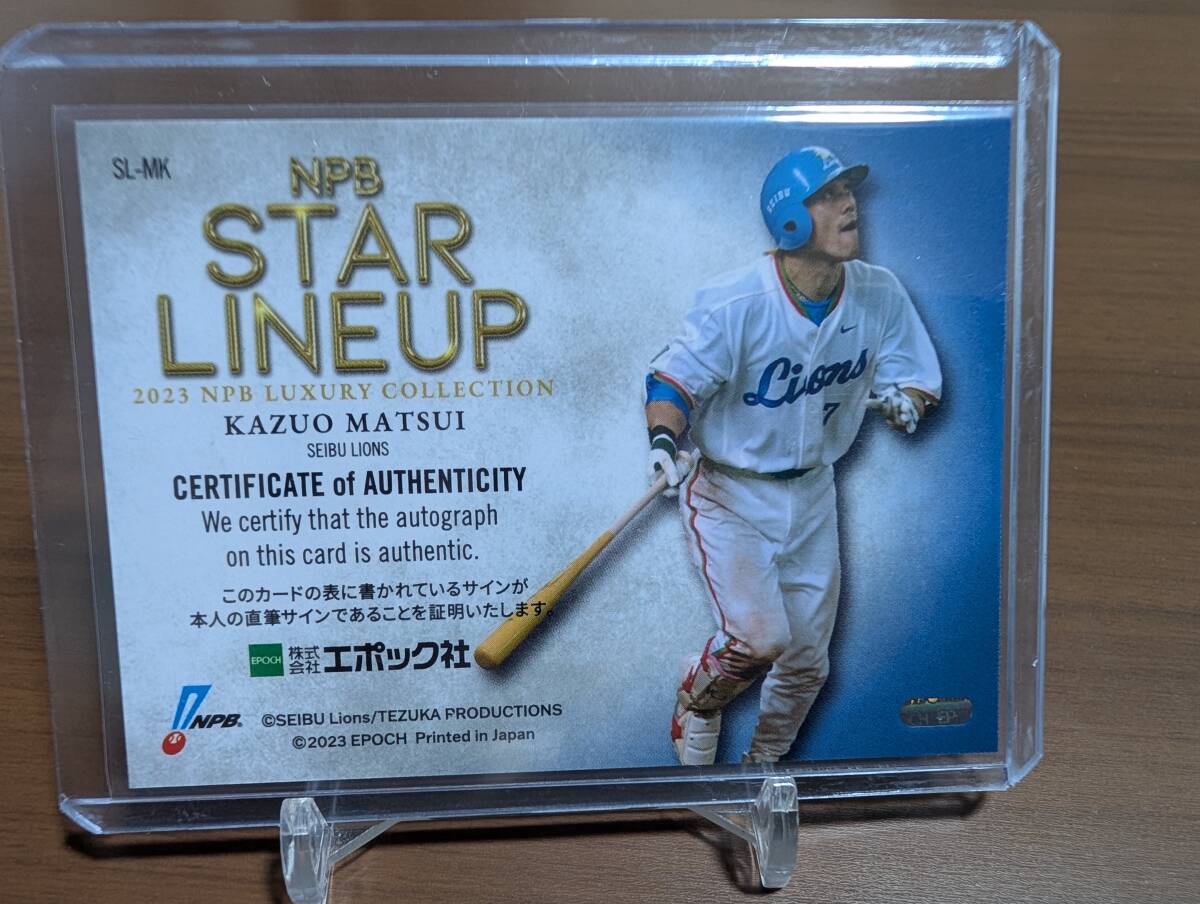 SL-MK
NPB
STAR
LINEUP
2023 NPB LUXURY COLLECTION
KAZUO MATSUI
SEIBU LIONS
CERTIFICATE of AUTHENTICITY
We certify that the autograph
on this card is authentic.
このカードの表に書かれているサインが
本人の直筆サインであることを証明いたします。
EPOCH 株式会社エポック社
NPB
©SEIBU Lions/TEZUKA PRODUCTIONS
©2023 EPOCH Printed in Japan
SEIBU
Lions
7